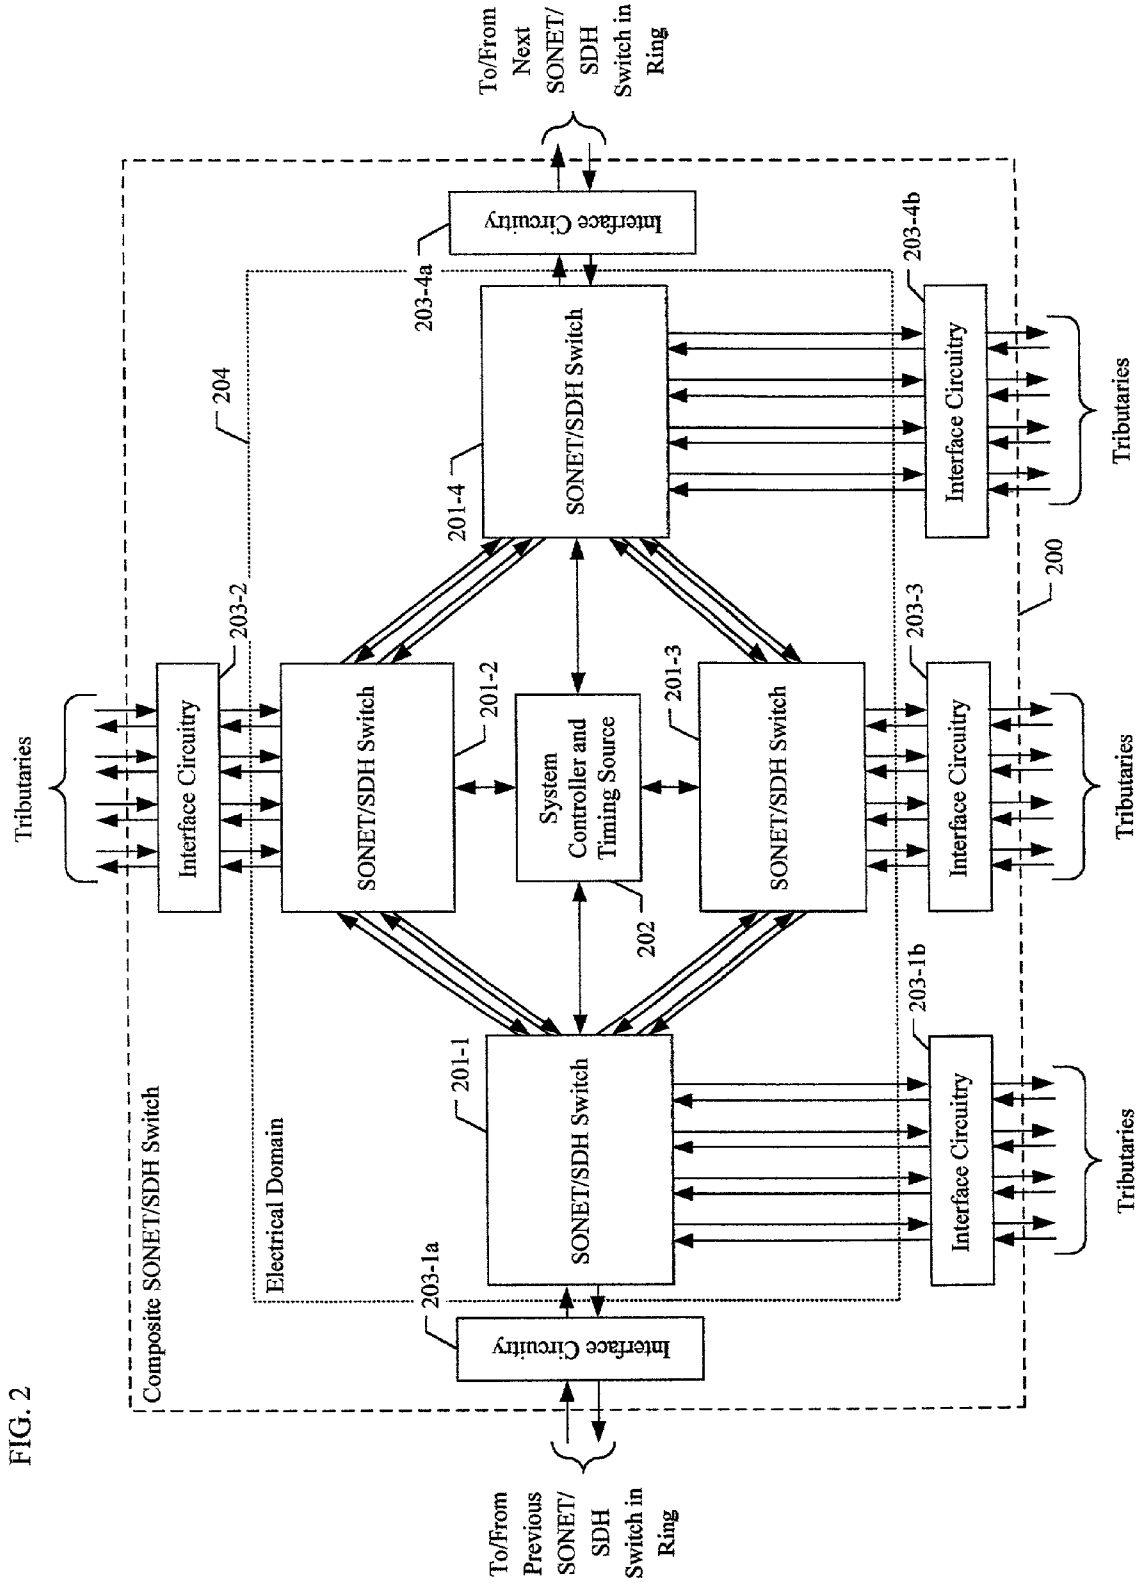 FIG. 2
Composite SONET/SDH Switch
Electrical Domain
204
200
Tributaries
Interface Circuitry
203-2
SONET/SDH Switch
201-2
To/From
Previous
SONET/
SDH
Switch in
Ring
Interface Circuitry
203-1a
SONET/SDH Switch
201-1
System
Controller and
Timing Source
202
SONET/SDH Switch
201-4
Interface Circuitry
203-4a
To/From
Next
SONET/
SDH
Switch in
Ring
SONET/SDH Switch
201-3
Interface Circuitry
203-1b
Interface Circuitry
203-3
Interface Circuitry
203-4b
Tributaries
Tributaries
Tributaries